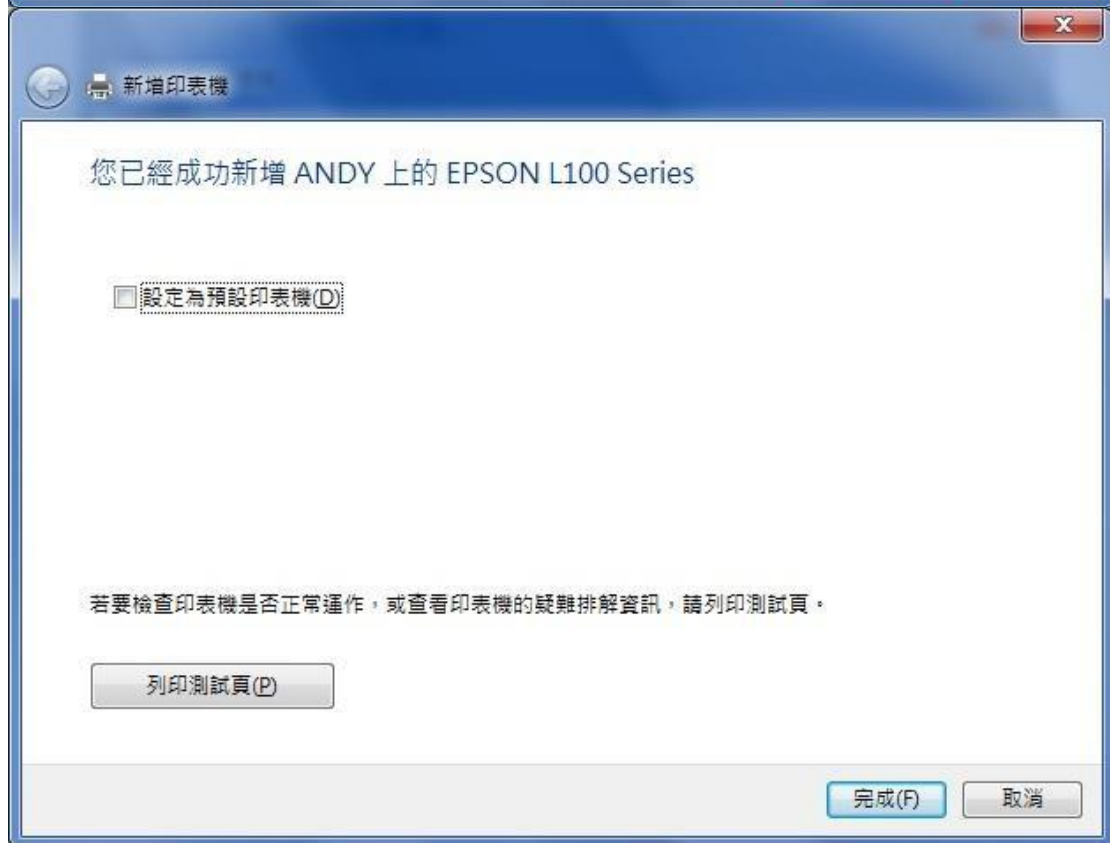 新增印表機
您已經成功新增 ANDY 上的 EPSON L100 Series
設定為預設印表機(D)
若要檢查印表機是否正常運作，或查看印表機的疑難排解資訊，請列印測試頁。
列印測試頁(P)
完成(F) 取消